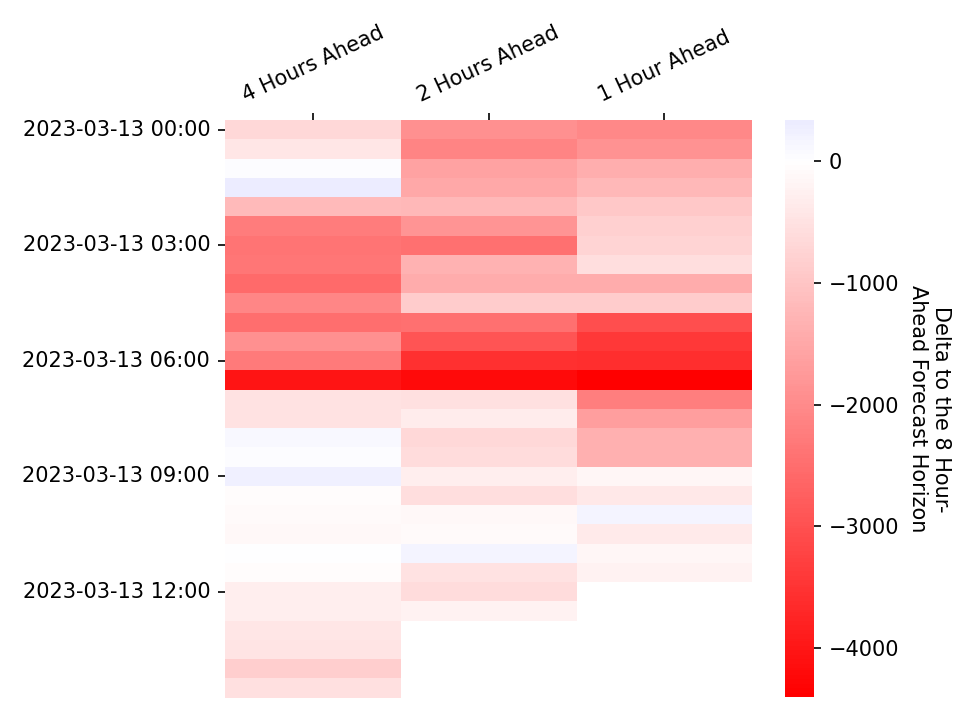 4 Hours Ahead
2 Hours Ahead
1 Hour Ahead
2023-03-13 00:00
2023-03-13 03:00
2023-03-13 06:00
2023-03-13 09:00
2023-03-13 12:00
0
−1000
−2000
−3000
−4000
Delta to the 8 Hour-
Ahead Forecast Horizon